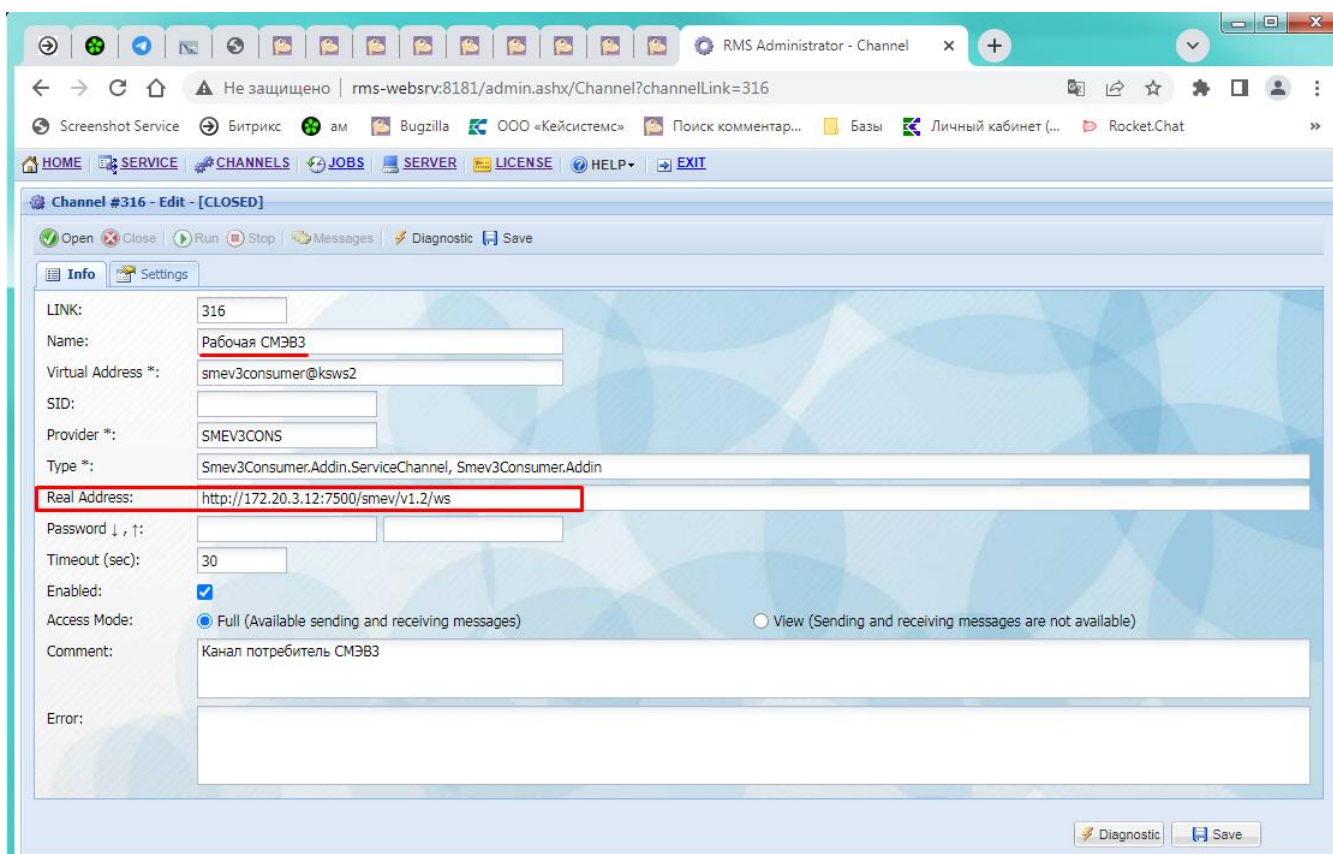 RMS Administrator - Channel
Не защищено | rms-websrv:8181/admin.ashx/Channel?channelLink=316
Screenshot Service Битрикс ам Bugzilla ООО «Кейсистемс» Поиск комментар... Базы Личный кабинет (... Rocket.Chat »
HOME SERVICE CHANNELS JOBS SERVER LICENSE HELP EXIT
Channel #316 - Edit - [CLOSED]
Open Close Run Stop Messages Diagnostic Save
Info Settings
LINK: 316
Name: Рабочая СМЭВ3
Virtual Address *: smev3consumer@ksws2
SID:
Provider *: SMEV3CONS
Type *: Smev3Consumer.Addin.ServiceChannel, Smev3Consumer.Addin
Real Address: http://172.20.3.12:7500/smev/v1.2/ws
Password ↓ , ↑:
Timeout (sec): 30
Enabled:
Access Mode: Full (Available sending and receiving messages) View (Sending and receiving messages are not available)
Comment: Канал потребитель СМЭВ3
Error:
Diagnostic Save